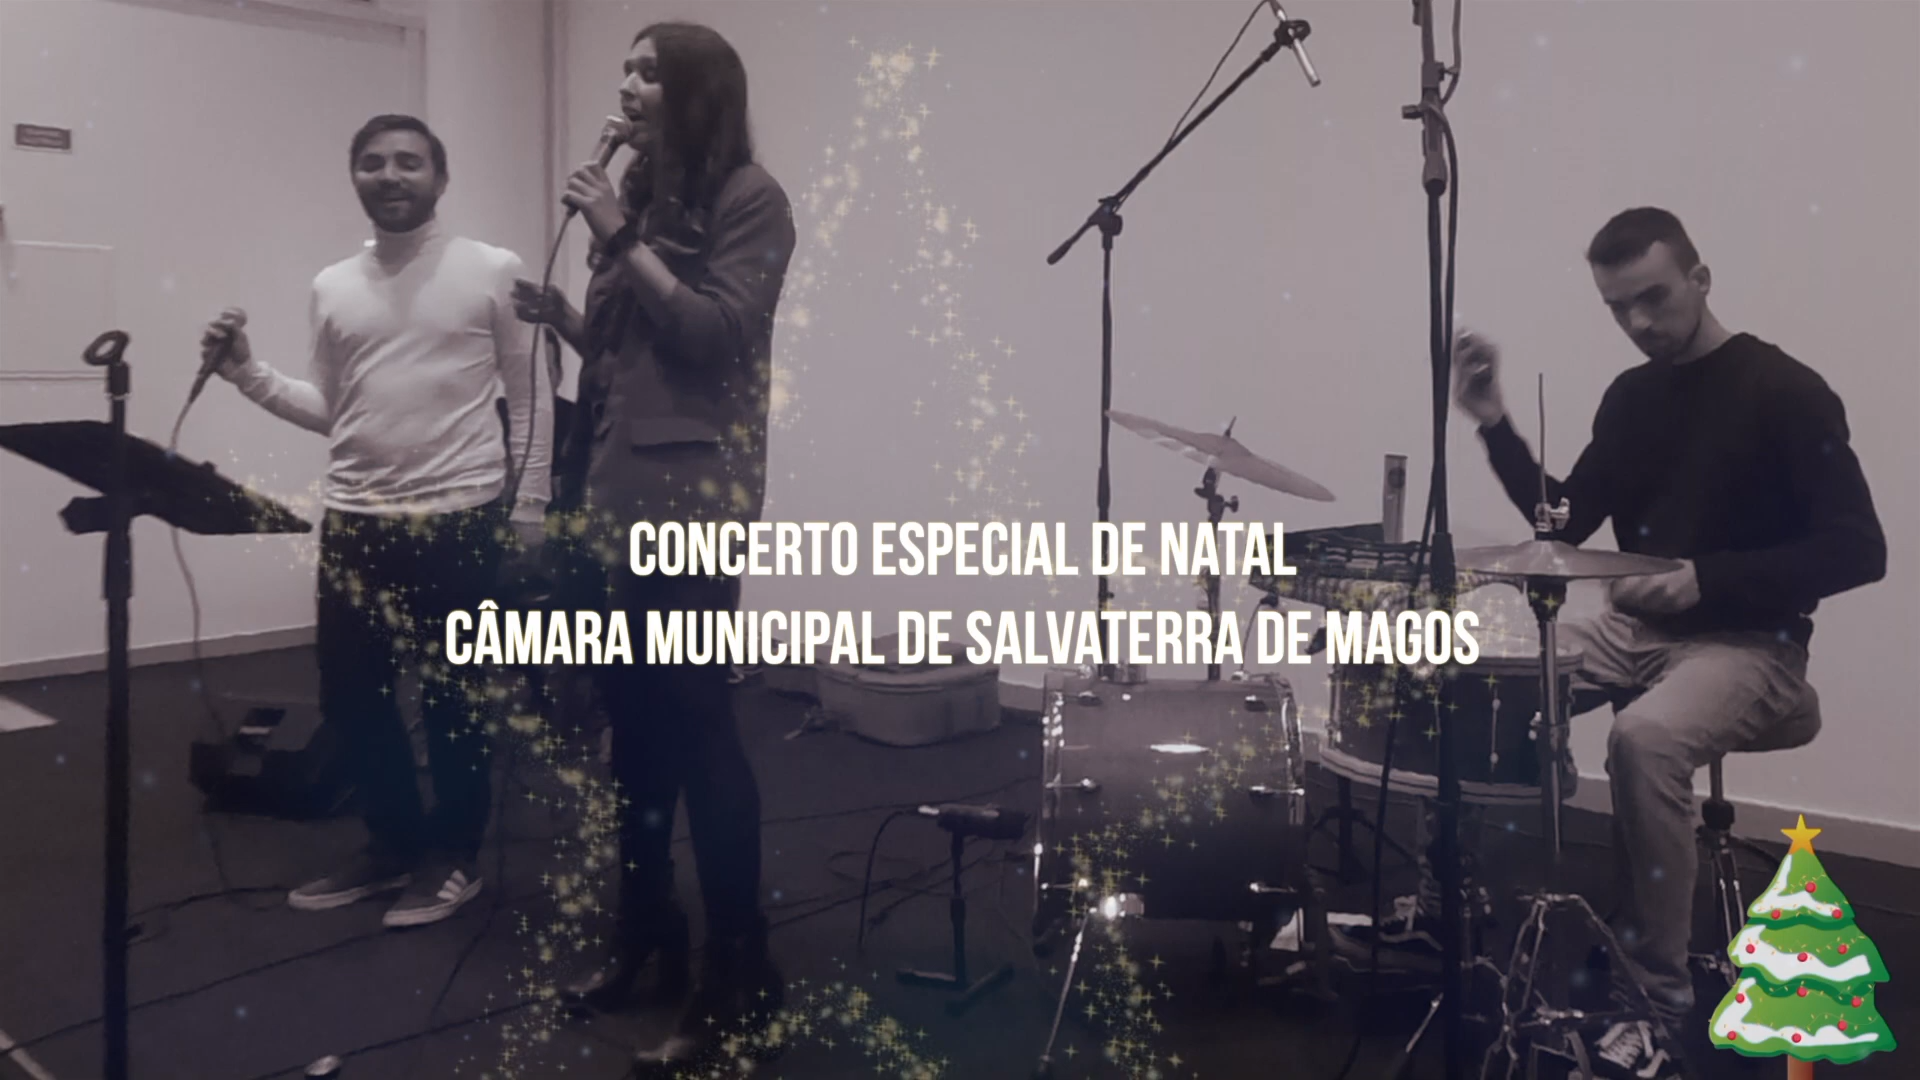 CONCERTO ESPECIAL DE NATAL
CÂMARA MUNICIPAL DE SALVATERRA DE MAGOS